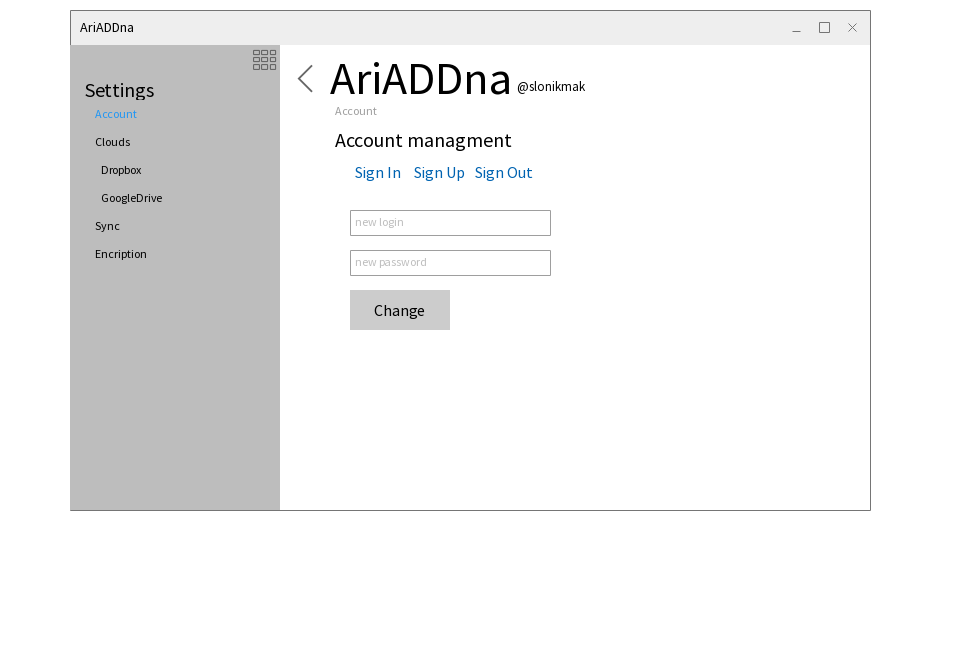 AriADDna
Settings
Account
Clouds
Dropbox
GoogleDrive
Sync
Encription
AriADDna @slonikmak
Account
Account managment
Sign In Sign Up Sign Out
new login
new password
Change